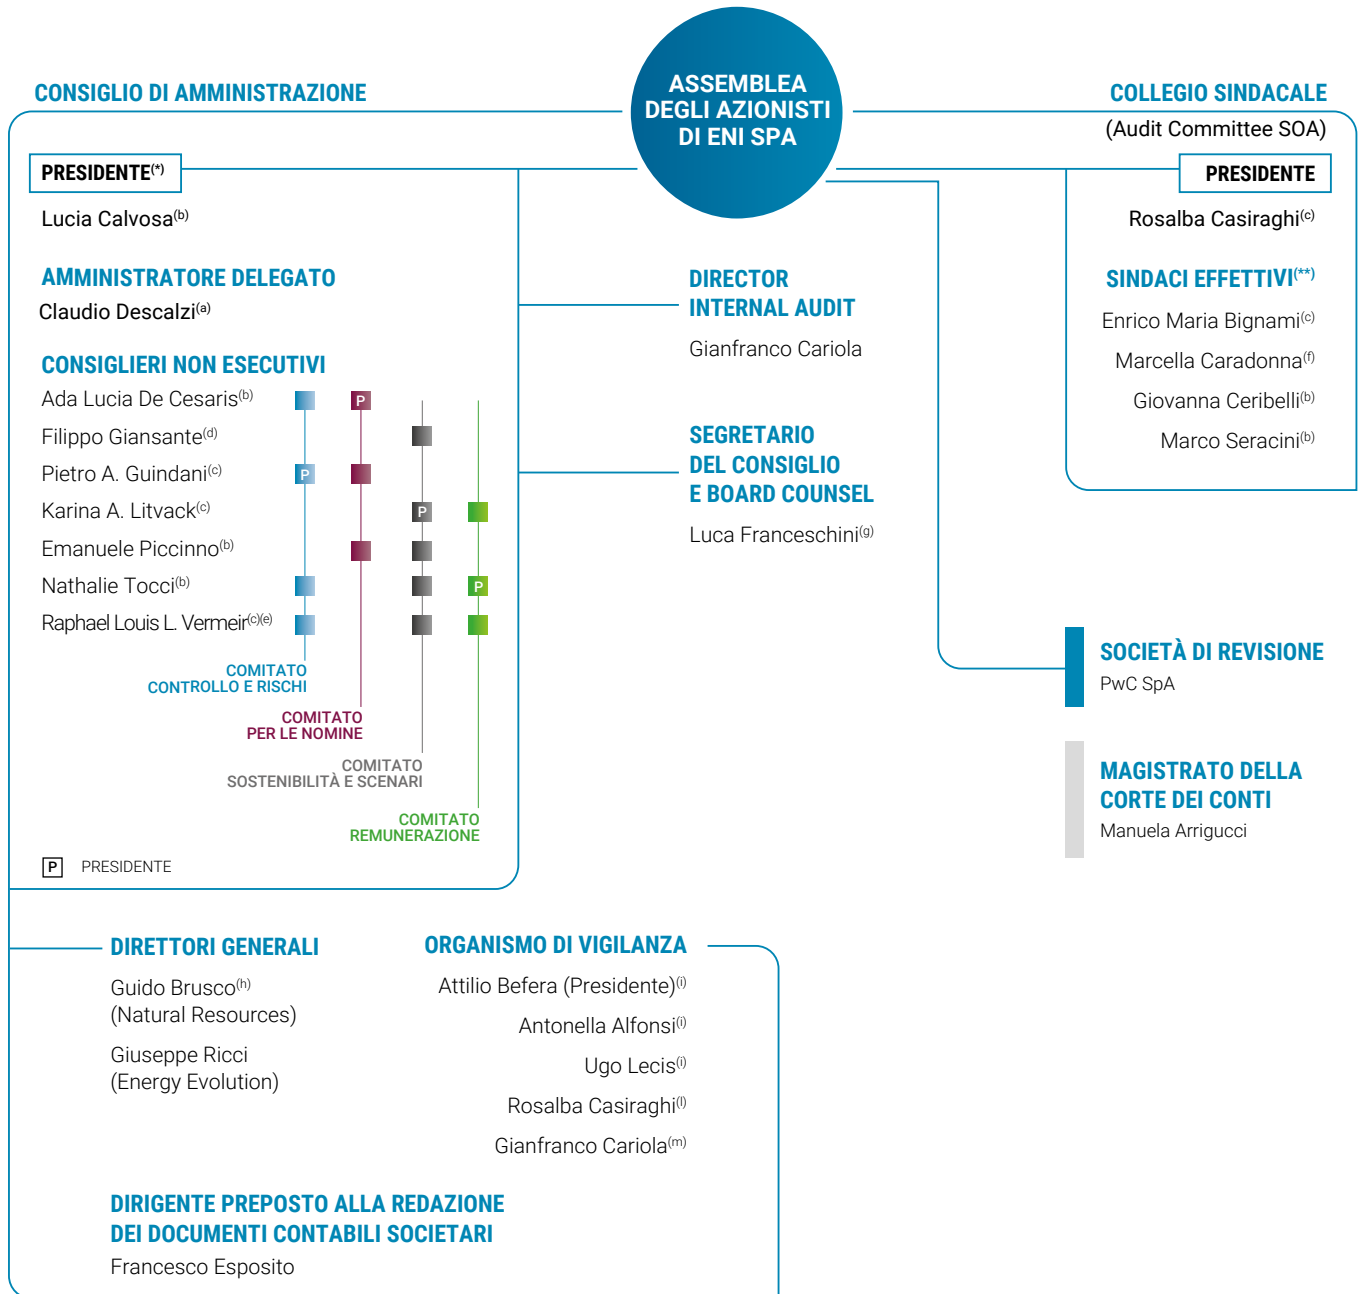 ASSEMBLEA
DEGLI AZIONISTI
DI ENI SPA
CONSIGLIO DI AMMINISTRAZIONE
PRESIDENTE(*)
Lucia Calvosa(b)
AMMINISTRATORE DELEGATO
Claudio Descalzi(a)
CONSIGLIERI NON ESECUTIVI
Ada Lucia De Cesaris(b)
P
Filippo Giansante(d)
Pietro A. Guindani(c)
P
Karina A. Litvack(c)
P
Emanuele Piccinno(b)
Nathalie Tocci(b)
P
Raphael Louis L. Vermeir(c)(e)
COMITATO
CONTROLLO E RISCHI
COMITATO
PER LE NOMINE
COMITATO
SOSTENIBILITÀ E SCENARI
COMITATO
REMUNERAZIONE
P PRESIDENTE
DIRECTOR
INTERNAL AUDIT
Gianfranco Cariola
SEGRETARIO
DEL CONSIGLIO
E BOARD COUNSEL
Luca Franceschini(g)
COLLEGIO SINDACALE
(Audit Committee SOA)
PRESIDENTE
Rosalba Casiraghi(c)
SINDACI EFFETTIVI(**)
Enrico Maria Bignami(c)
Marcella Caradonna(f)
Giovanna Ceribelli(b)
Marco Seracini(b)
SOCIETÀ DI REVISIONE
PwC SpA
MAGISTRATO DELLA
CORTE DEI CONTI
Manuela Arrigucci
DIRETTORI GENERALI
Guido Brusco(h)
(Natural Resources)
Giuseppe Ricci
(Energy Evolution)
ORGANISMO DI VIGILANZA
Attilio Befera (Presidente)(i)
Antonella Alfonsi(i)
Ugo Lecis(i)
Rosalba Casiraghi(l)
Gianfranco Cariola(m)
DIRIGENTE PREPOSTO ALLA REDAZIONE
DEI DOCUMENTI CONTABILI SOCIETARI
Francesco Esposito